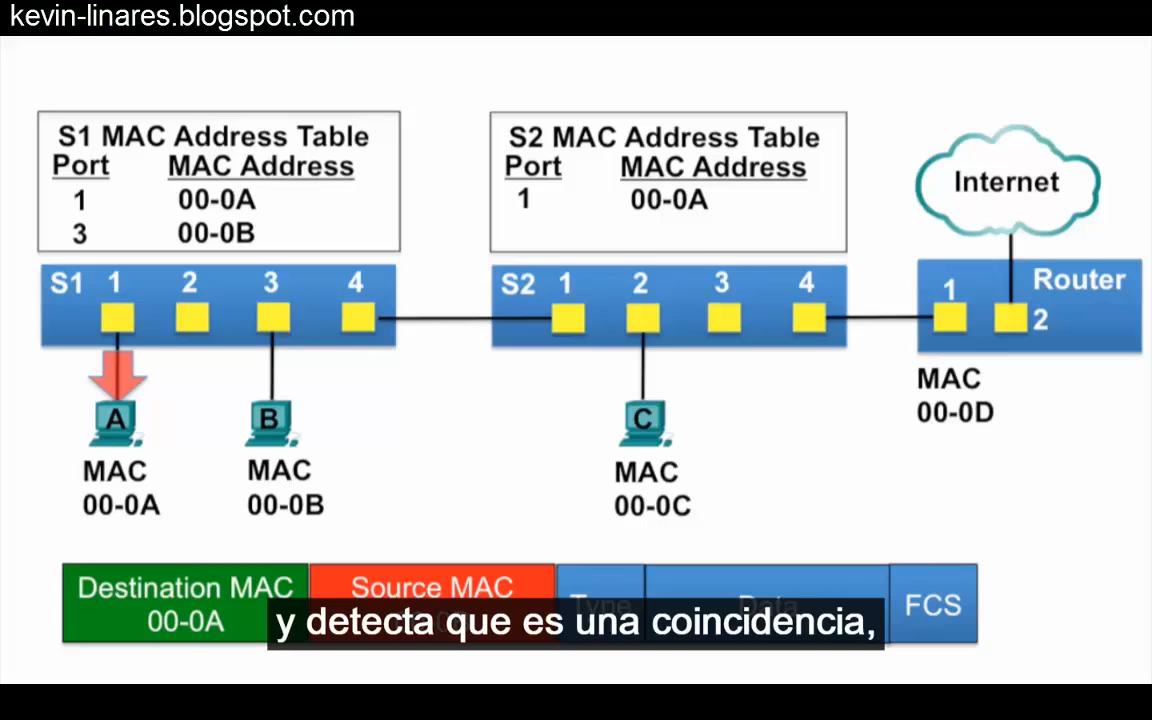 kevin-linares.blogspot.com
S1 MAC Address Table
Port MAC Address
1 00-0A
3 00-0B
S2 MAC Address Table
Port MAC Address
1 00-0A
Internet
S1 1 2 3 4
S2 1 2 3 4
1 Router
2
A
B
C
MAC
00-0A
MAC
00-0B
MAC
00-0C
MAC
00-0D
Destination MAC
00-0A
Source MAC
Type
Data
FCS
y detecta que es una coincidencia,